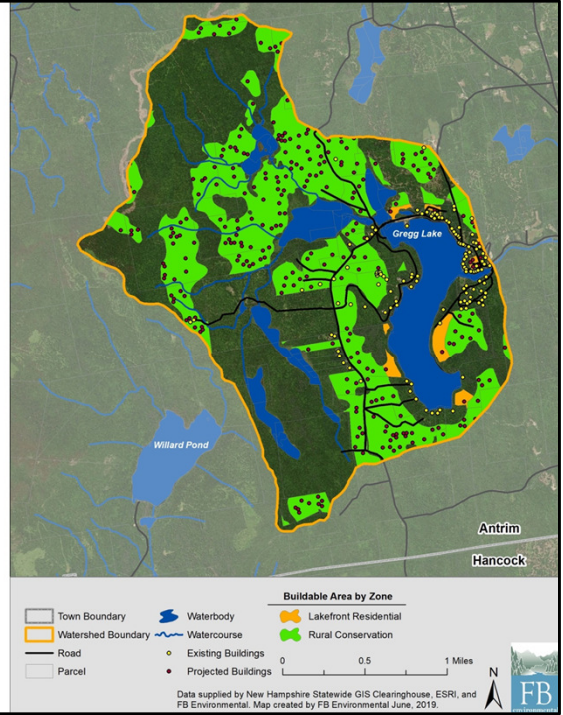 Gregg Lake
Willard Pond
Antrim
Hancock
Buildable Area by Zone
Town Boundary
Waterbody
Lakefront Residential
Watershed Boundary
Watercourse
Rural Conservation
Road
Existing Buildings
0 0.5 1 Miles
Parcel
Projected Buildings
N
Data supplied by New Hampshire Statewide GIS Clearinghouse, ESRI, and
FB Environmental. Map created by FB Environmental June, 2019.
FB
environmental